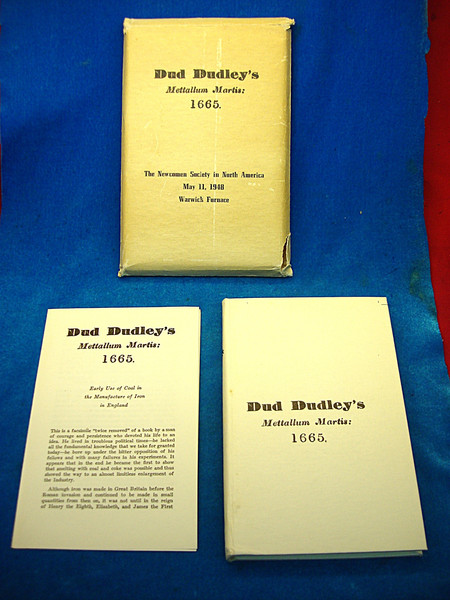 Dud Dudley's
Mettallum Martis:
1665.
The Newcomen Society in North America
May 11, 1948
Warwick Furnace
Dud Dudley's
Mettallum Martis:
1665.
Early Use of Coal in
the Manufacture of Iron
in England
This is a facsimile "twice removed" of a book by a man
of courage and persistence who devoted his life to an
idea. He lived in troublous political times—he lacked
all the fundamental knowledge that we take for granted
today—he bore up under the bitter opposition of his
fellows and with many failures in his experiments. It
appears that in the end he became the first to show
that smelting with coal and coke was possible and thus
showed the way to an almost limitless enlargement of
the Industry.
Although iron was made in Great Britain before the
Roman invasion and continued to be made in small
quantities from then on, it was not until the reign
of Henry the Eighth, Elizabeth, and James the First
Dud Dudley's
Mettallum Martis:
1665.